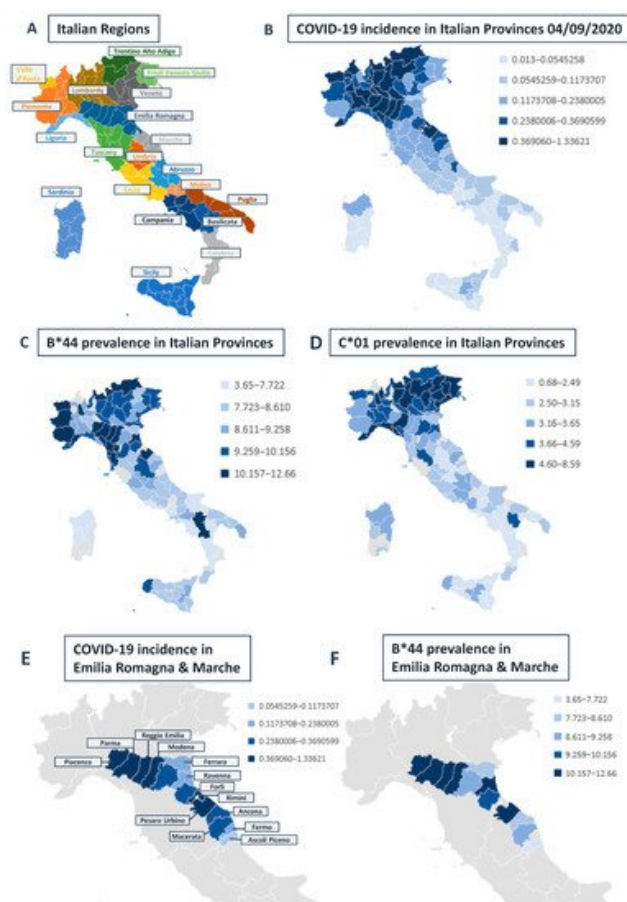 A
Italian Regions
Trentino Alto Adige
Friuli Venezia Giulia
Valle
d'Aosta
Lombardy
Veneto
Piemonte
Emilia Romagna
Liguria
Marche
Tuscany
Umbria
Abruzzo
Lazio
Molise
Sardinia
Puglia
Campania
Basilicata
Calabria
Sicily
B
COVID-19 incidence in Italian Provinces 04/09/2020
0.013–0.0545258
0.0545259–0.1173707
0.1173708–0.2380005
0.2380006–0.3690599
0.369060–1.33621
C
B*44 prevalence in Italian Provinces
3.65–7.722
7.723–8.610
8.611–9.258
9.259–10.156
10.157–12.66
D
C*01 prevalence in Italian Provinces
0.68–2.49
2.50–3.15
3.16–3.65
3.66–4.59
4.60–8.59
E
COVID-19 incidence in
Emilia Romagna & Marche
0.0545259–0.1173707
0.1173708–0.2380005
0.2380006–0.3690599
0.369060–1.33621
Reggio Emilia
Parma
Modena
Piacenza
Ferrara
Ravenna
Forlì
Rimini
Ancona
Pesaro Urbino
Fermo
Macerata
Ascoli Piceno
F
B*44 prevalence in
Emilia Romagna & Marche
3.65–7.722
7.723–8.610
8.611–9.258
9.259–10.156
10.157–12.66